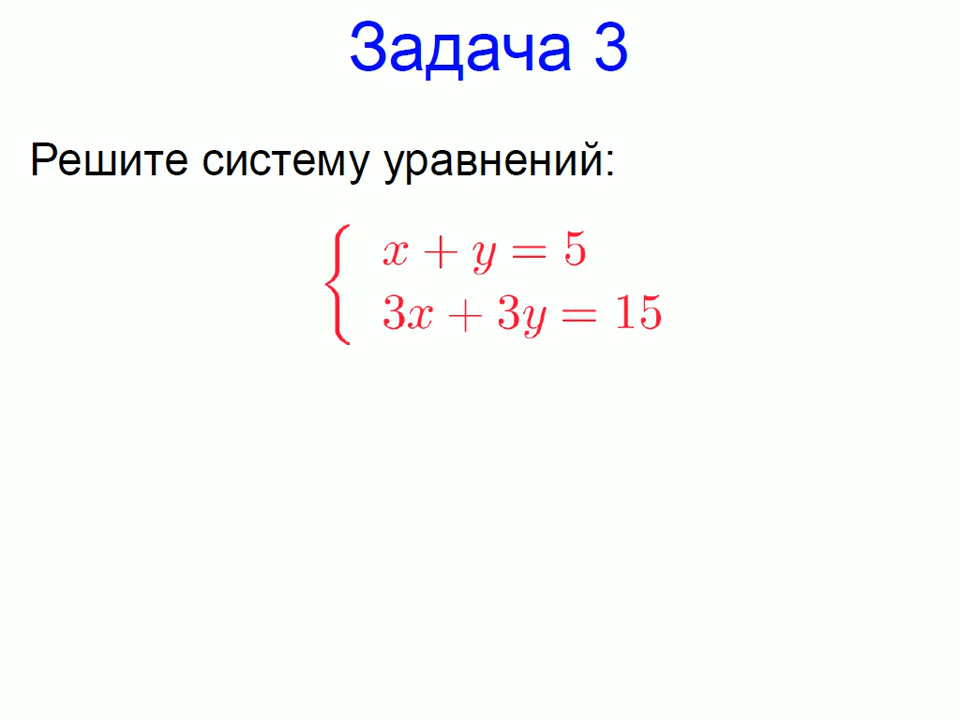 Задача 3
Решите систему уравнений:
x + y = 5
3x + 3y = 15